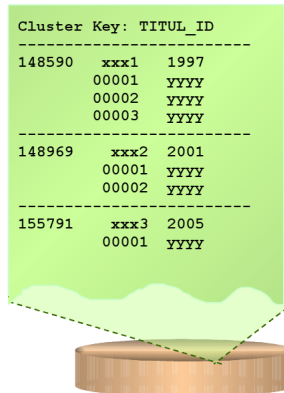 Cluster Key: TITUL_ID
-------------------------
148590 xxx1 1997
00001 yyyy
00002 yyyy
00003 yyyy
-------------------------
148969 xxx2 2001
00001 yyyy
00002 yyyy
-------------------------
155791 xxx3 2005
00001 yyyy